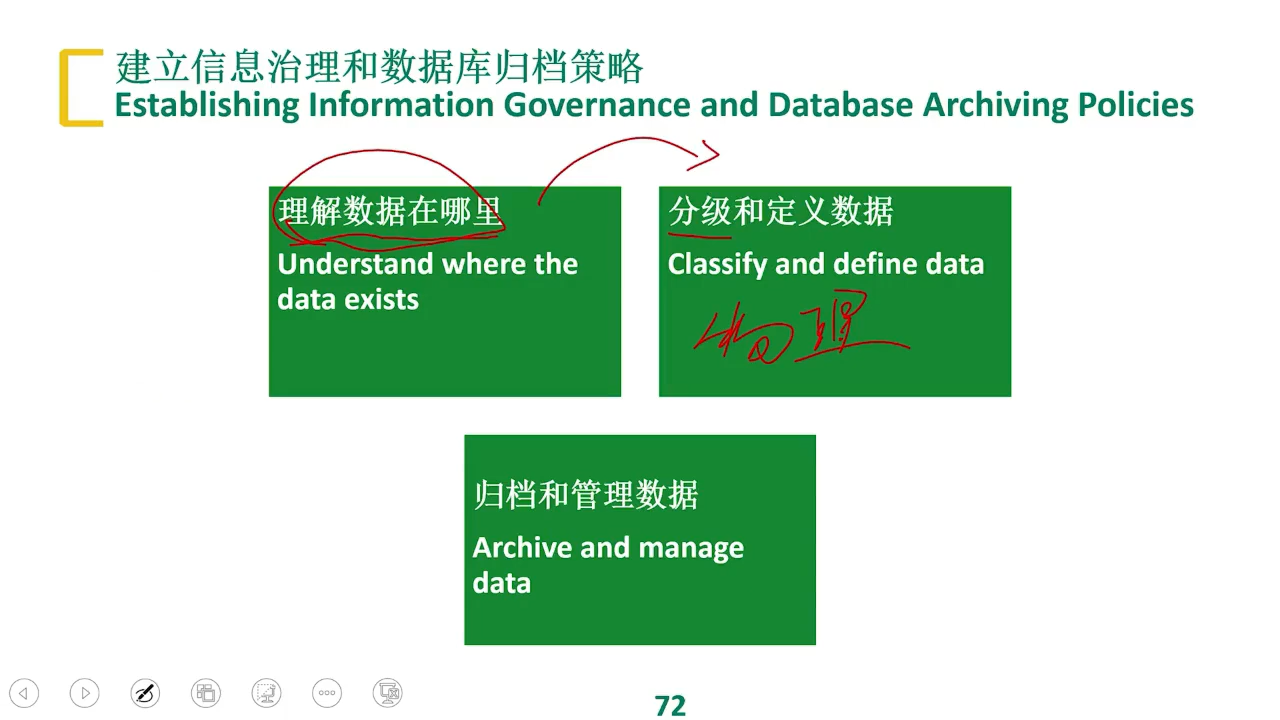 建立信息治理和数据库归档策略
Establishing Information Governance and Database Archiving Policies
理解数据在哪里
Understand where the
data exists
分级和定义数据
Classify and define data
物理
归档和管理数据
Archive and manage
data
72